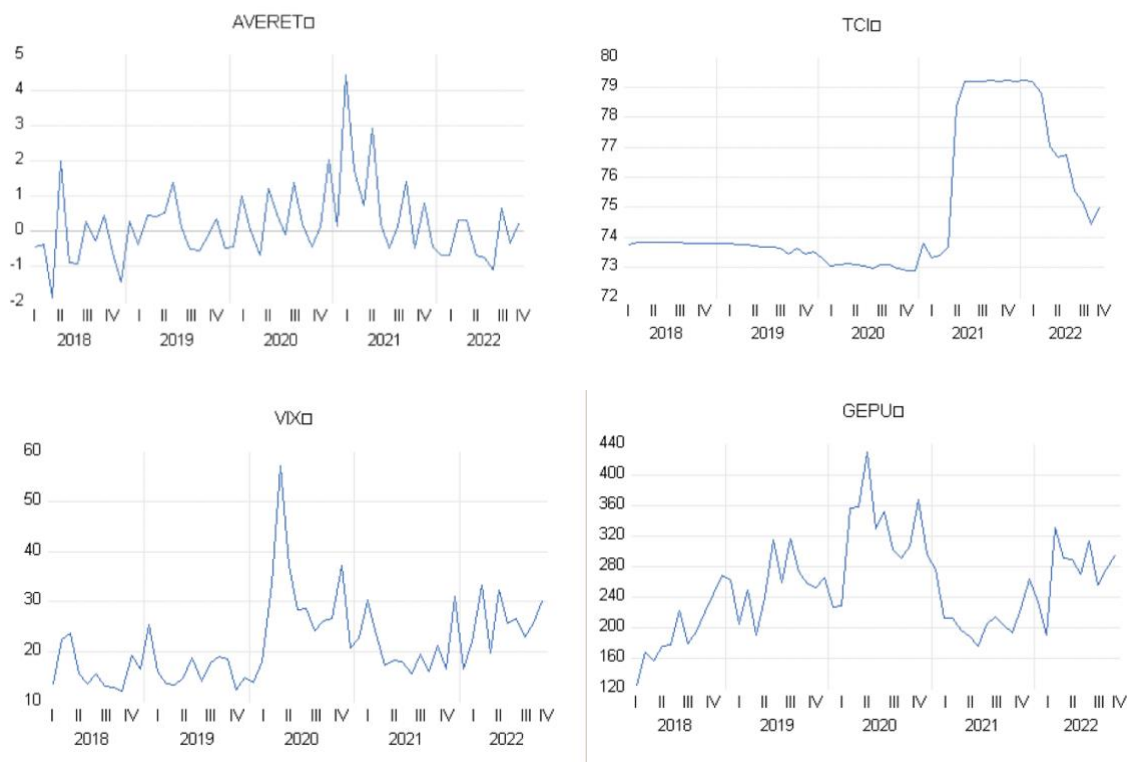 AVERET□
5
4
3
2
1
0
-1
-2
I II III IV I II III IV I II III IV I II III IV I II III IV
2018 2019 2020 2021 2022
TCI□
80
79
78
77
76
75
74
73
72
I II III IV I II III IV I II III IV I II III IV I II III IV
2018 2019 2020 2021 2022
VIX□
60
50
40
30
20
10
I II III IV I II III IV I II III IV I II III IV I II III IV
2018 2019 2020 2021 2022
GEPU□
440
400
360
320
280
240
200
160
120
I II III IV I II III IV I II III IV I II III IV I II III IV
2018 2019 2020 2021 2022